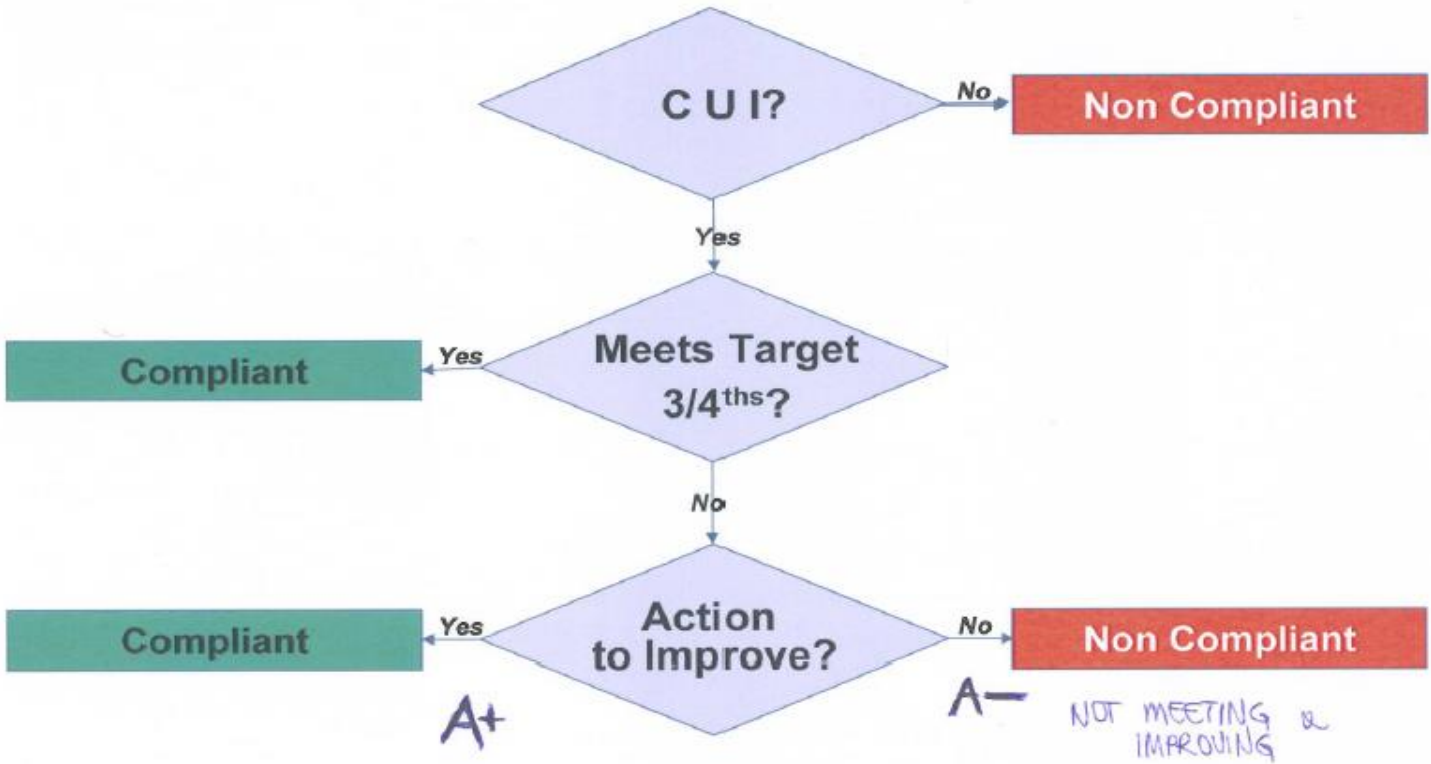 C U I?
No
Non Compliant
Yes
Meets Target
3/4ths?
Yes
Compliant
No
Action
to Improve?
Yes
Compliant
No
Non Compliant
A+
A-
NOT MEETING &
IMPROVING